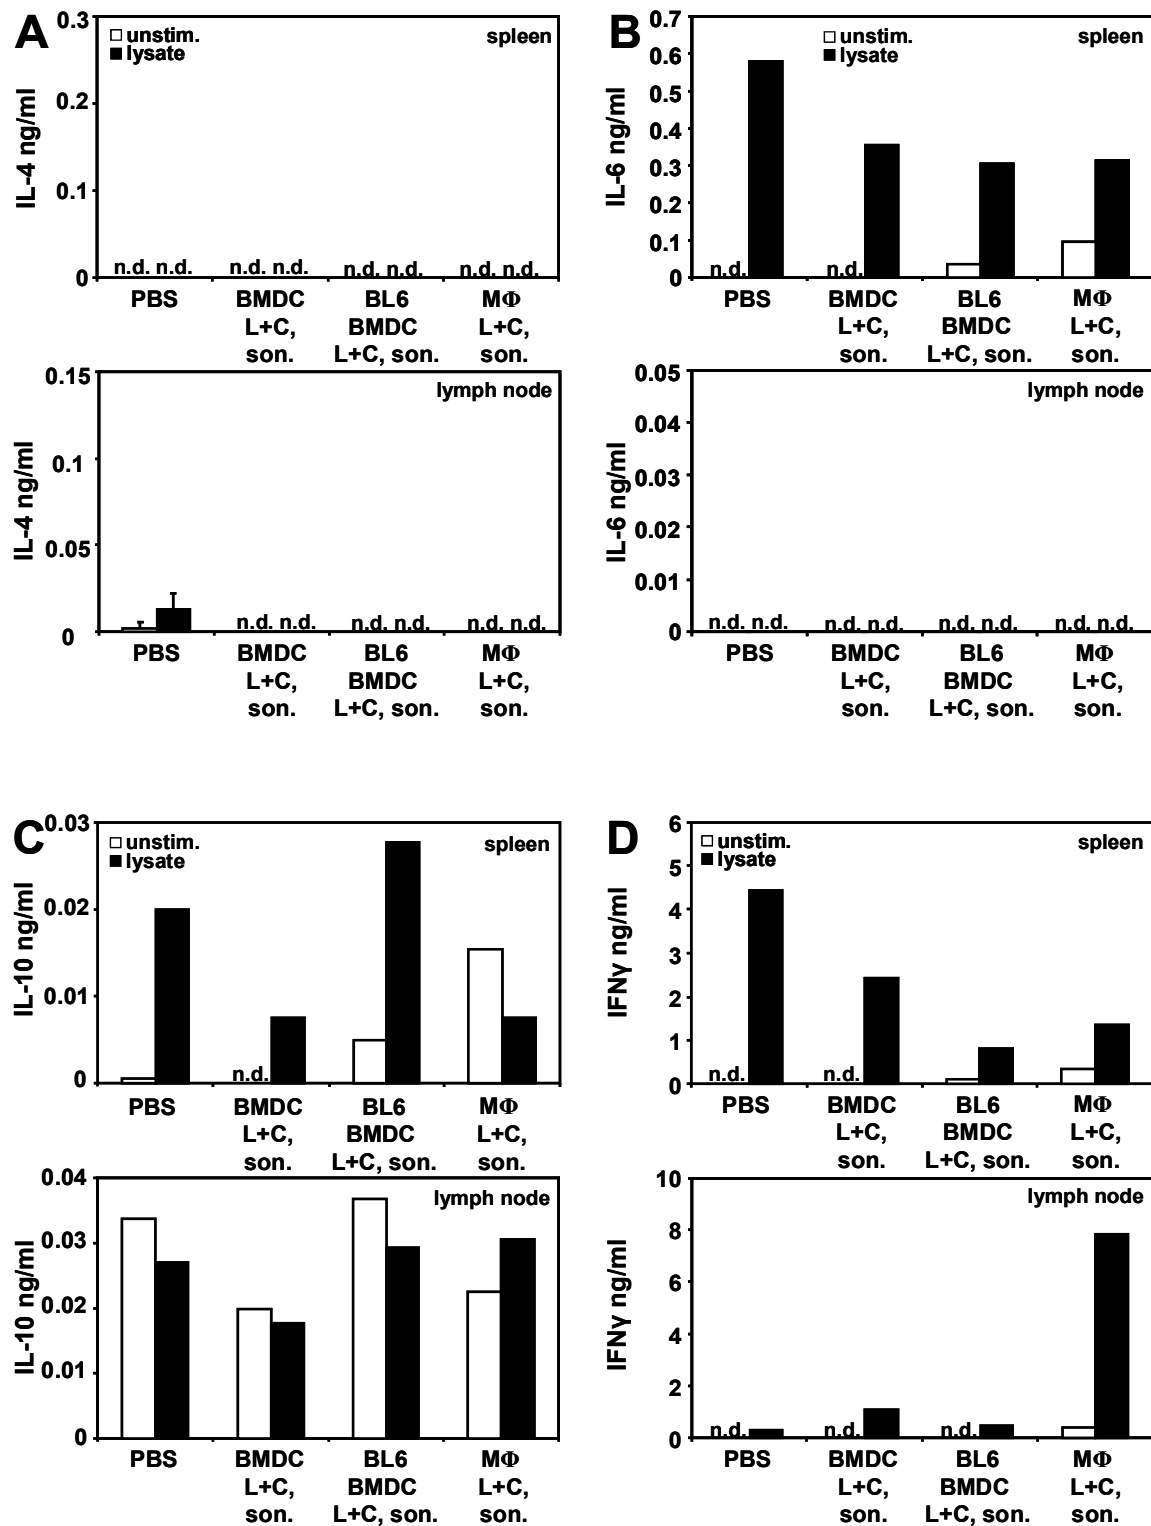 A
0.3
unstim.
lysate
spleen
0.2
0.1
0
IL-4 ng/ml
n.d. n.d. n.d. n.d. n.d. n.d. n.d. n.d.
PBS BMDC BL6 MΦ
L+C, BMDC L+C,
son. L+C, son. son.
0.15
lymph node
0.1
0.05
0
IL-4 ng/ml
n.d. n.d. n.d. n.d. n.d. n.d.
PBS BMDC BL6 MΦ
L+C, BMDC L+C,
son. L+C, son. son.
B
0.7
unstim.
lysate
spleen
0.6
0.5
0.4
0.3
0.2
0.1
0
IL-6 ng/ml
n.d. n.d.
PBS BMDC BL6 MΦ
L+C, BMDC L+C,
son. L+C, son. son.
0.05
lymph node
0.04
0.03
0.02
0.01
0
IL-6 ng/ml
n.d. n.d. n.d. n.d. n.d. n.d. n.d. n.d.
PBS BMDC BL6 MΦ
L+C, BMDC L+C,
son. L+C, son. son.
C
0.03
unstim.
lysate
spleen
0.02
0.01
0
IL-10 ng/ml
n.d.
PBS BMDC BL6 MΦ
L+C, BMDC L+C,
son. L+C, son. son.
0.04
lymph node
0.03
0.02
0.01
0
IL-10 ng/ml
PBS BMDC BL6 MΦ
L+C, BMDC L+C,
son. L+C, son. son.
D
6
unstim.
lysate
spleen
5
4
3
2
1
0
IFNγ ng/ml
n.d. n.d.
PBS BMDC BL6 MΦ
L+C, BMDC L+C,
son. L+C, son. son.
10
lymph node
8
6
4
2
0
IFNγ ng/ml
n.d. n.d. n.d.
PBS BMDC BL6 MΦ
L+C, BMDC L+C,
son. L+C, son. son.